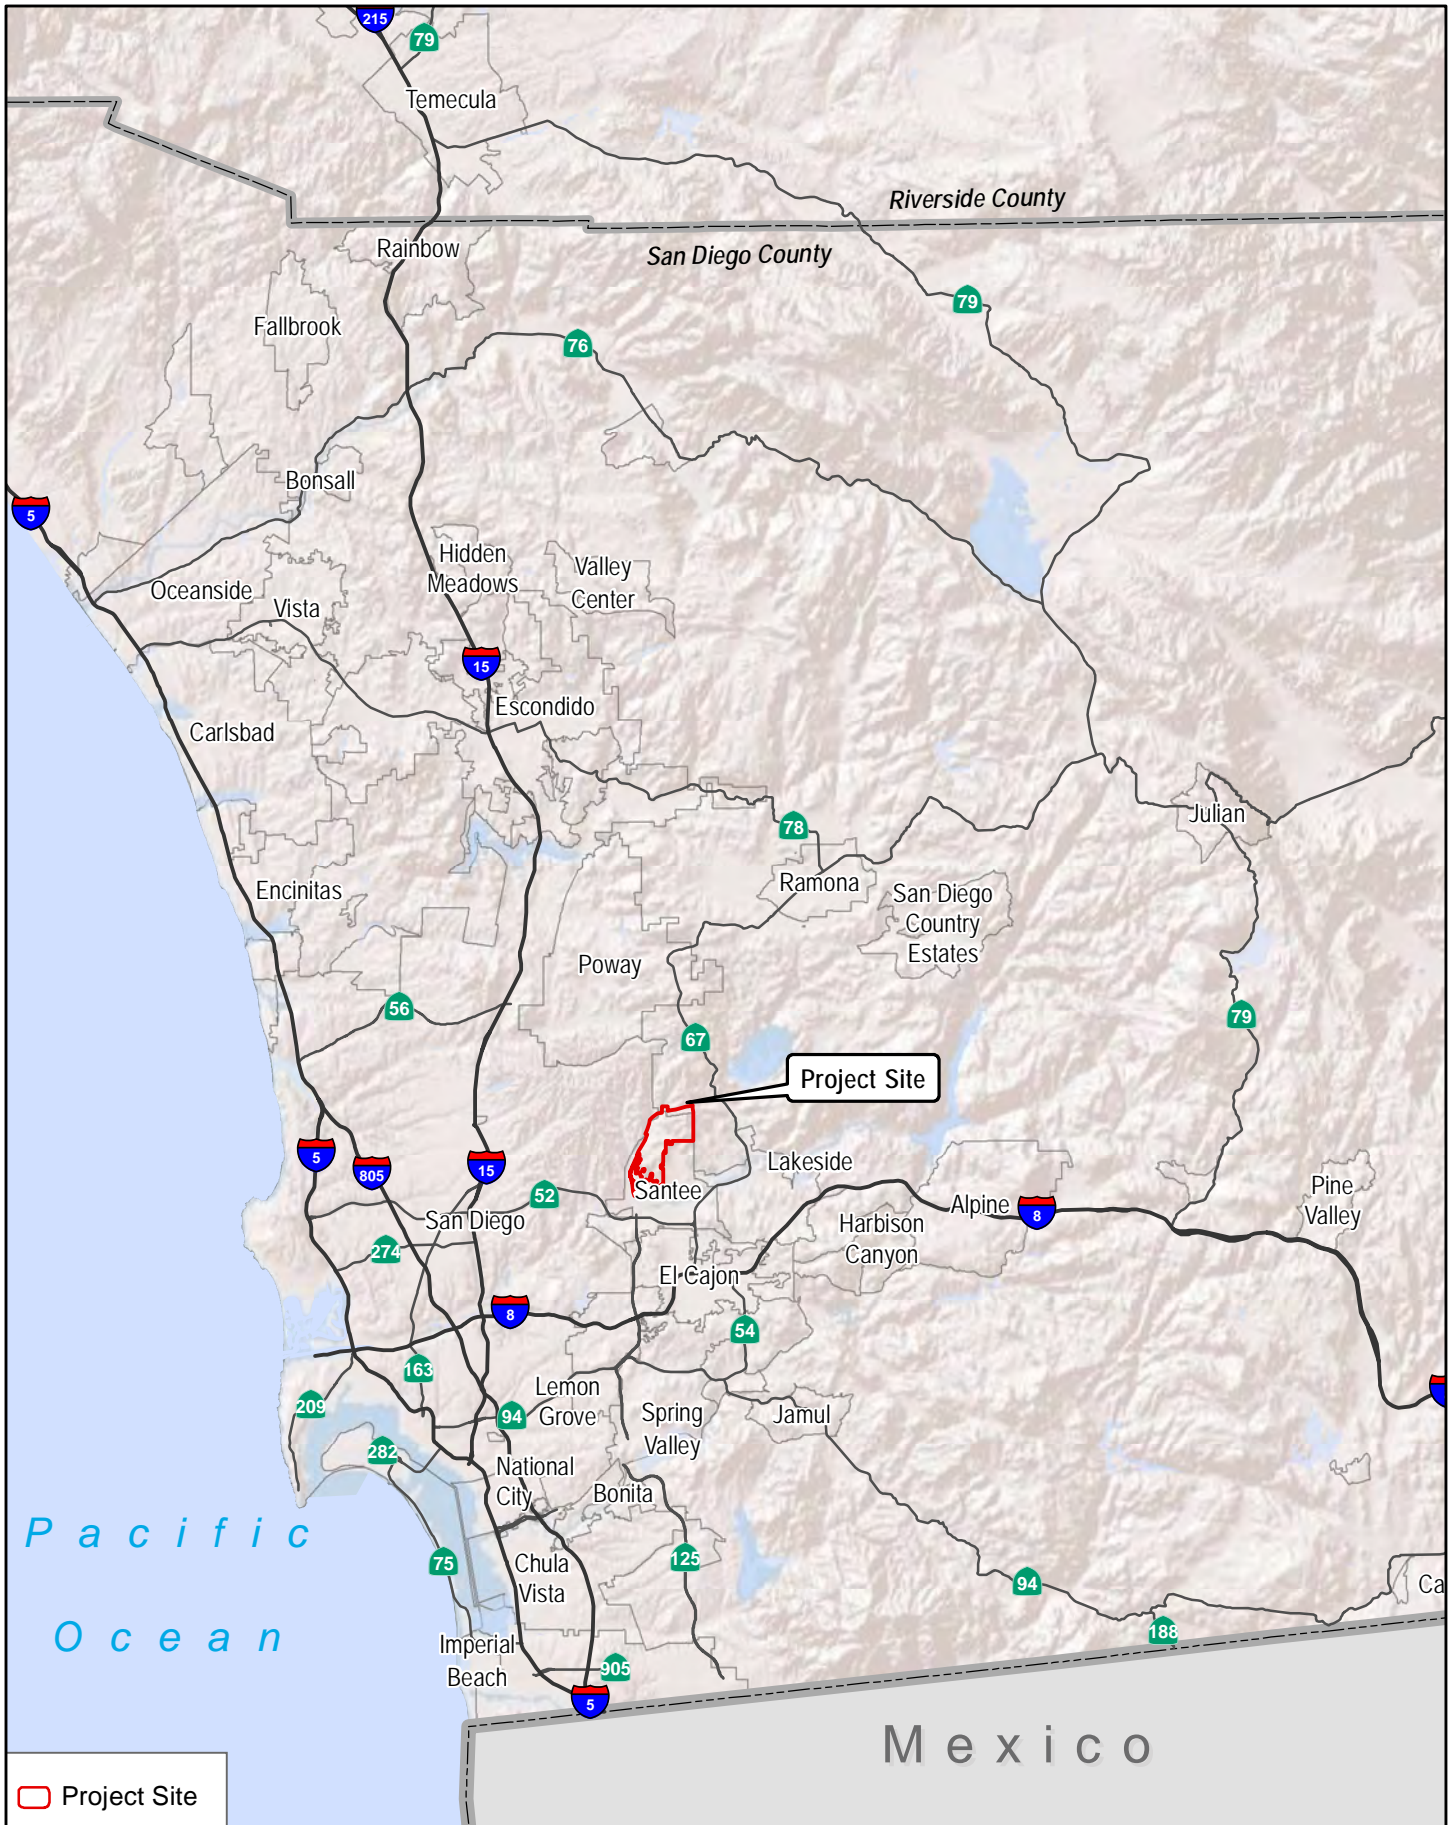 215
79
Temecula
Riverside County
Rainbow
San Diego County
79
Fallbrook
76
Bonsall
5
Hidden
Meadows
Valley
Center
Oceanside
Vista
15
Escondido
Carlsbad
Julian
78
Ramona
Encinitas
San Diego
Country
Estates
Poway
56
79
67
Project Site
5
805
15
Lakeside
Santee
52
Alpine
8
Pine
Valley
San Diego
Harbison
Canyon
274
El Cajon
8
54
163
209
Lemon
Grove
94
Spring
Valley
Jamul
282
National
City
Bonita
Pacific
Ocean
75
Chula
Vista
125
94
Ca
188
Imperial
Beach
905
5
Mexico
Project Site